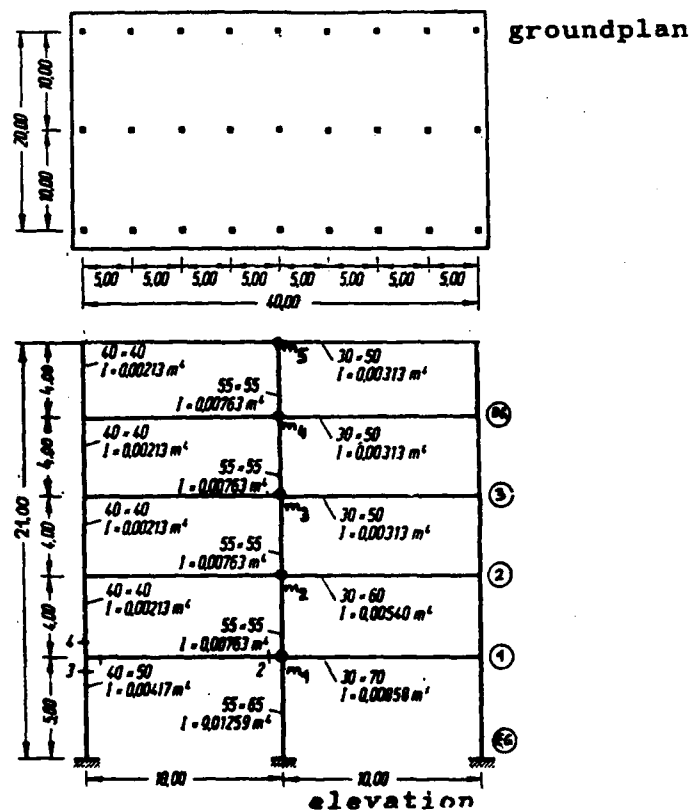 groundplan
20,00
10,00
10,00
5,00 5,00 5,00 5,00 5,00 5,00 5,00 5,00
40,00
21,00
4,00
40=40
I=0,00213 m⁴
m5
30=50
I=0,00313 m⁴
55=55
I=0,00763 m⁴
m4
4,00
40=40
I=0,00213 m⁴
30=50
I=0,00313 m⁴
55=55
I=0,00763 m⁴
m3
3
4,00
40=40
I=0,00213 m⁴
30=50
I=0,00313 m⁴
55=55
m2
2
4,00
40=40
I=0,00213 m⁴
30=60
I=0,00540 m⁴
55=55
I=0,00763 m⁴
4
3
2
m1
1
5,00
40=50
I=0,00417 m⁴
30=70
I=0,00858 m⁴
55=65
I=0,01259 m⁴
10,00
10,00
elevation